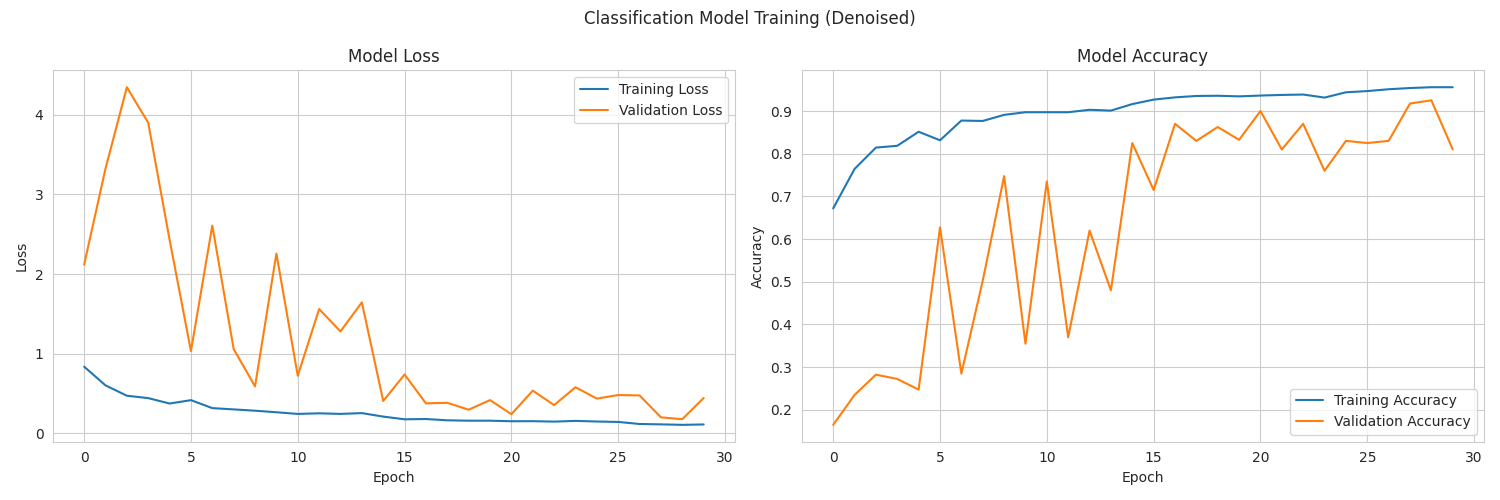 Classification Model Training (Denoised)
Model Loss
Training Loss
Validation Loss
4
3
2
1
0
Loss
0 5 10 15 20 25 30
Epoch
Model Accuracy
0.9
0.8
0.7
0.6
0.5
0.4
0.3
0.2
Accuracy
Training Accuracy
Validation Accuracy
0 5 10 15 20 25 30
Epoch